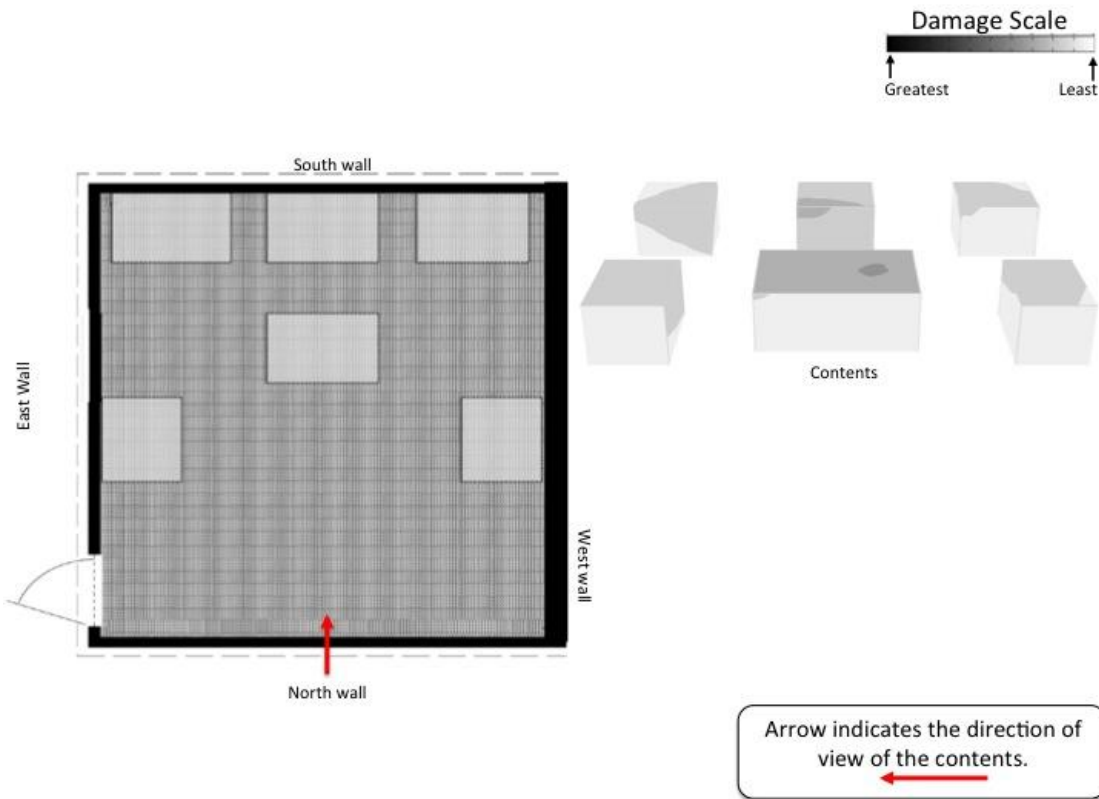 Damage Scale
Greatest
Least
South wall
East Wall
West wall
Contents
North wall
Arrow indicates the direction of
view of the contents.